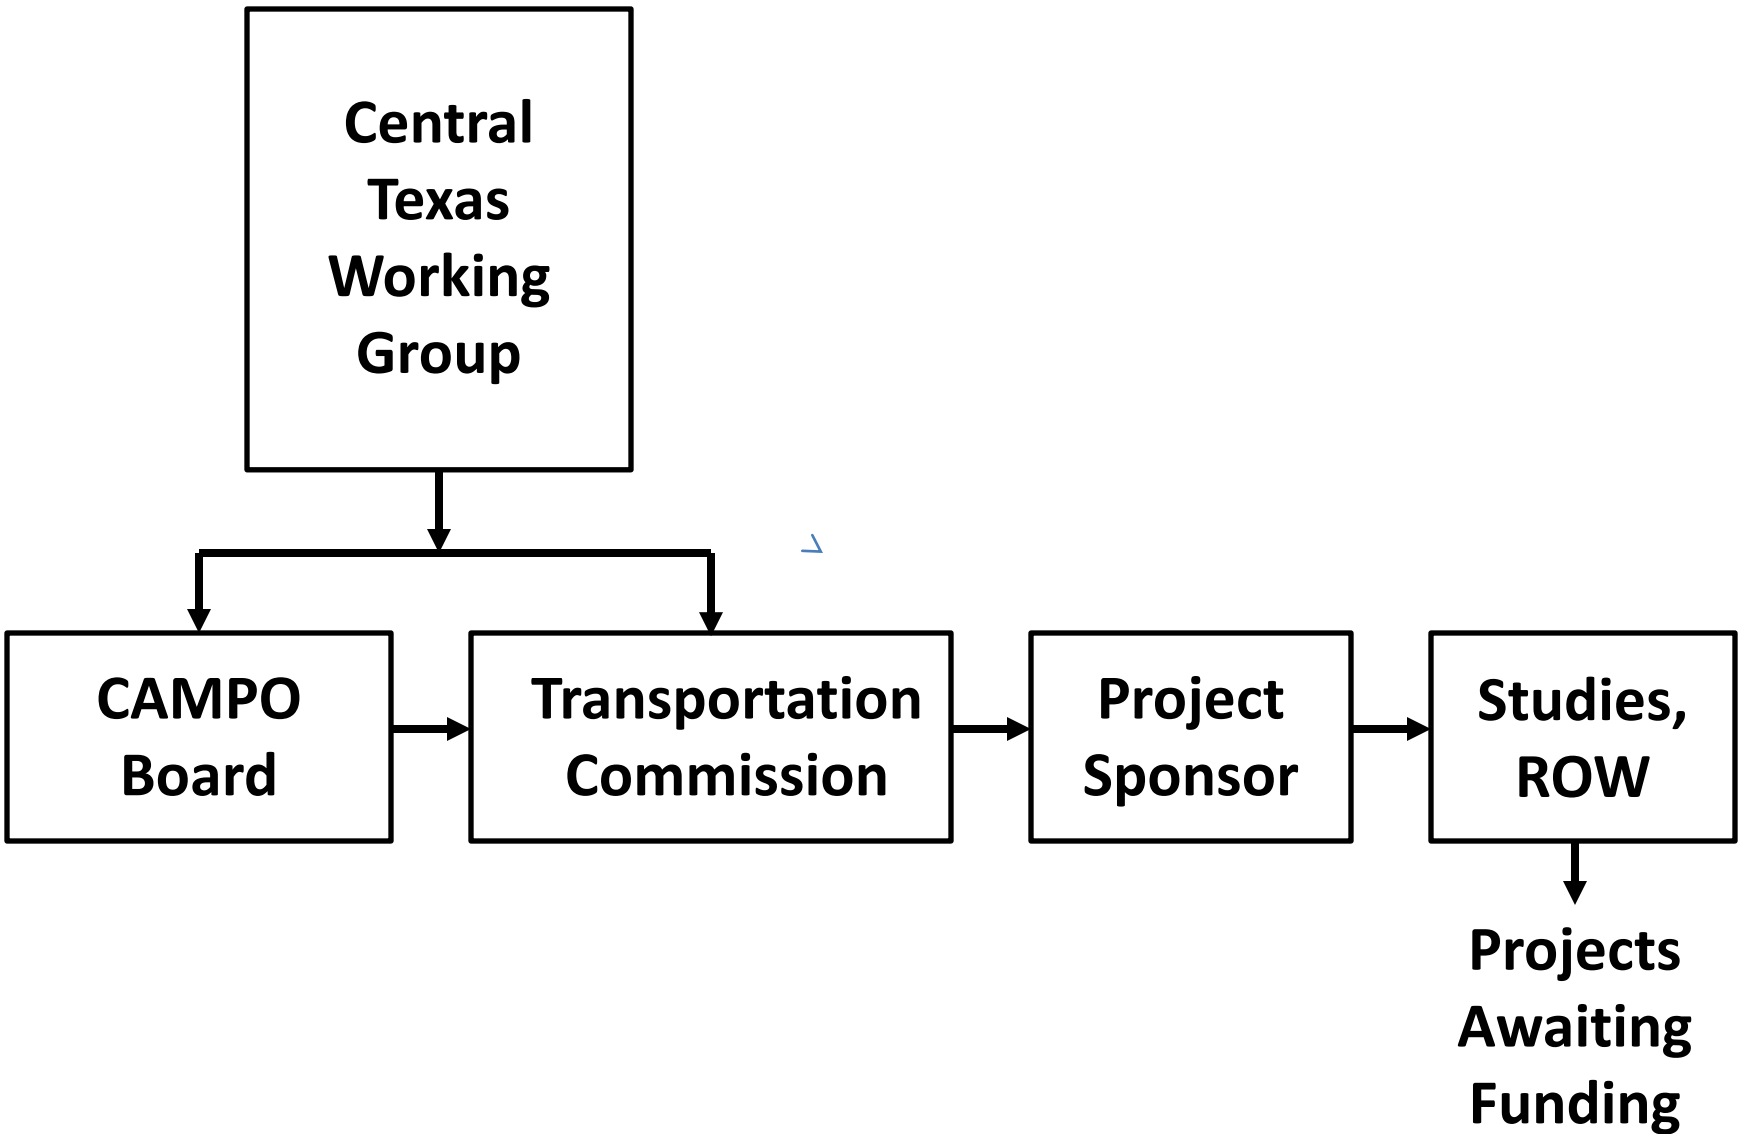 Central
Texas
Working
Group
CAMPO
Board
Transportation
Commission
Project
Sponsor
Studies,
ROW
Projects
Awaiting
Funding